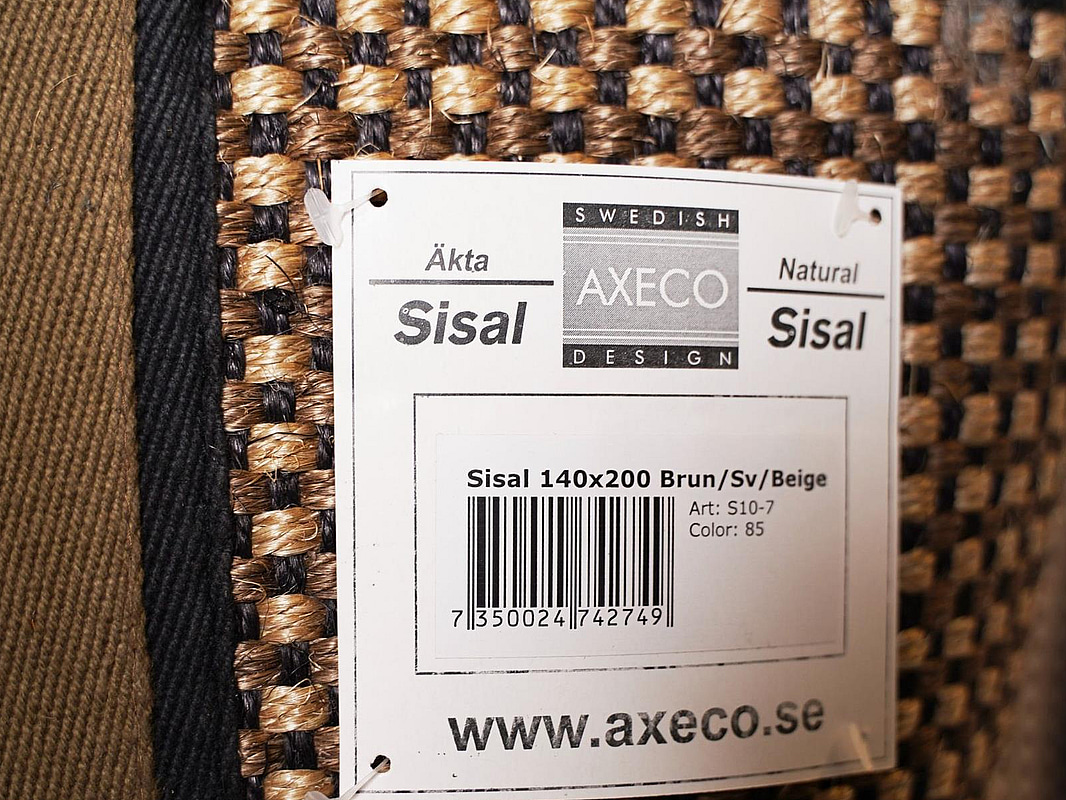 SWEDISH
AXECO
DESIGN
Äkta
Sisal
Natural
Sisal
Sisal 140x200 Brun/Sv/Beige
Art: S10-7
Color: 85
7 350024 742749
www.axeco.se